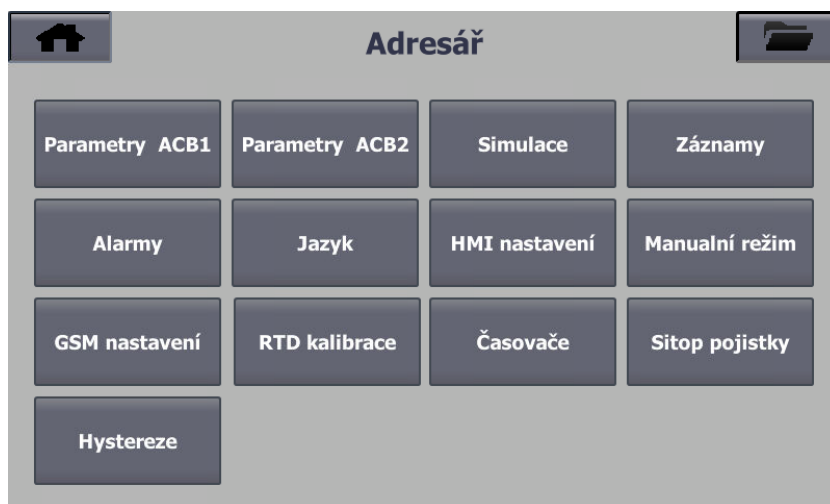 Adresář
Parametry ACB1
Parametry ACB2
Simulace
Záznamy
Alarmy
Jazyk
HMI nastavení
Manualní režim
GSM nastavení
RTD kalibrace
Časovače
Sitop pojistky
Hystereze